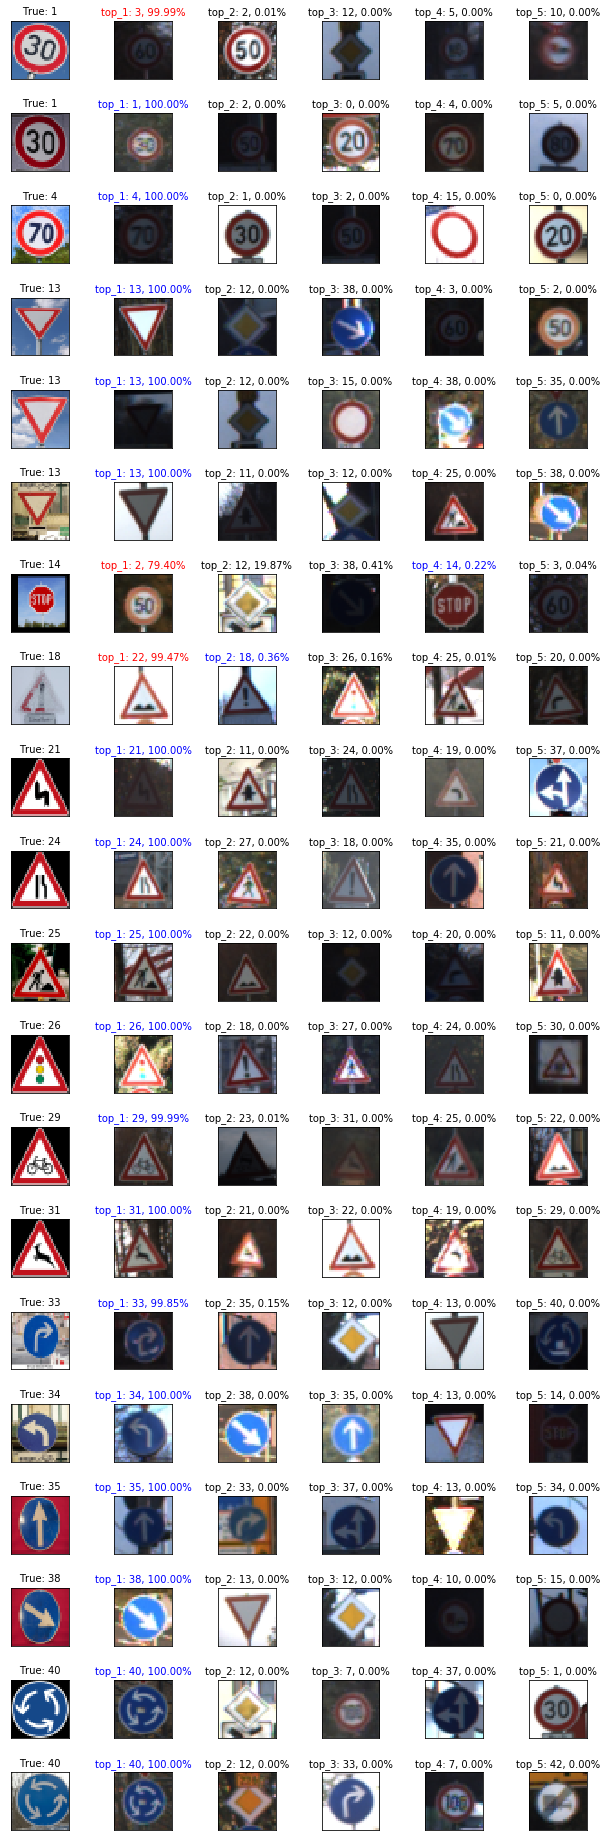 True: 1 top_1: 3, 99.99% top_2: 2, 0.01% top_3: 12, 0.00% top_4: 5, 0.00% top_5: 10, 0.00%
30 60 50 80
True: 1 top_1: 1, 100.00% top_2: 2, 0.00% top_3: 0, 0.00% top_4: 4, 0.00% top_5: 5, 0.00%
30 30 50 20 70 80
True: 4 top_1: 4, 100.00% top_2: 1, 0.00% top_3: 2, 0.00% top_4: 15, 0.00% top_5: 0, 0.00%
70 70 30 50 20
True: 13 top_1: 13, 100.00% top_2: 12, 0.00% top_3: 38, 0.00% top_4: 3, 0.00% top_5: 2, 0.00%
60 50
True: 13 top_1: 13, 100.00% top_2: 12, 0.00% top_3: 15, 0.00% top_4: 38, 0.00% top_5: 35, 0.00%
True: 13 top_1: 13, 100.00% top_2: 11, 0.00% top_3: 12, 0.00% top_4: 25, 0.00% top_5: 38, 0.00%
True: 14 top_1: 2, 79.40% top_2: 12, 19.87% top_3: 38, 0.41% top_4: 14, 0.22% top_5: 3, 0.04%
STOP 50 STOP 60
True: 18 top_1: 22, 99.47% top_2: 18, 0.36% top_3: 26, 0.16% top_4: 25, 0.01% top_5: 20, 0.00%
True: 21 top_1: 21, 100.00% top_2: 11, 0.00% top_3: 24, 0.00% top_4: 19, 0.00% top_5: 37, 0.00%
True: 24 top_1: 24, 100.00% top_2: 27, 0.00% top_3: 18, 0.00% top_4: 35, 0.00% top_5: 21, 0.00%
True: 25 top_1: 25, 100.00% top_2: 22, 0.00% top_3: 12, 0.00% top_4: 20, 0.00% top_5: 11, 0.00%
True: 26 top_1: 26, 100.00% top_2: 18, 0.00% top_3: 27, 0.00% top_4: 24, 0.00% top_5: 30, 0.00%
True: 29 top_1: 29, 99.99% top_2: 23, 0.01% top_3: 31, 0.00% top_4: 25, 0.00% top_5: 22, 0.00%
True: 31 top_1: 31, 100.00% top_2: 21, 0.00% top_3: 22, 0.00% top_4: 19, 0.00% top_5: 29, 0.00%
True: 33 top_1: 33, 99.85% top_2: 35, 0.15% top_3: 12, 0.00% top_4: 13, 0.00% top_5: 40, 0.00%
True: 34 top_1: 34, 100.00% top_2: 38, 0.00% top_3: 35, 0.00% top_4: 13, 0.00% top_5: 14, 0.00%
STOP
True: 35 top_1: 35, 100.00% top_2: 33, 0.00% top_3: 37, 0.00% top_4: 13, 0.00% top_5: 34, 0.00%
True: 38 top_1: 38, 100.00% top_2: 13, 0.00% top_3: 12, 0.00% top_4: 10, 0.00% top_5: 15, 0.00%
True: 40 top_1: 40, 100.00% top_2: 12, 0.00% top_3: 7, 0.00% top_4: 37, 0.00% top_5: 1, 0.00%
30
True: 40 top_1: 40, 100.00% top_2: 12, 0.00% top_3: 33, 0.00% top_4: 7, 0.00% top_5: 42, 0.00%